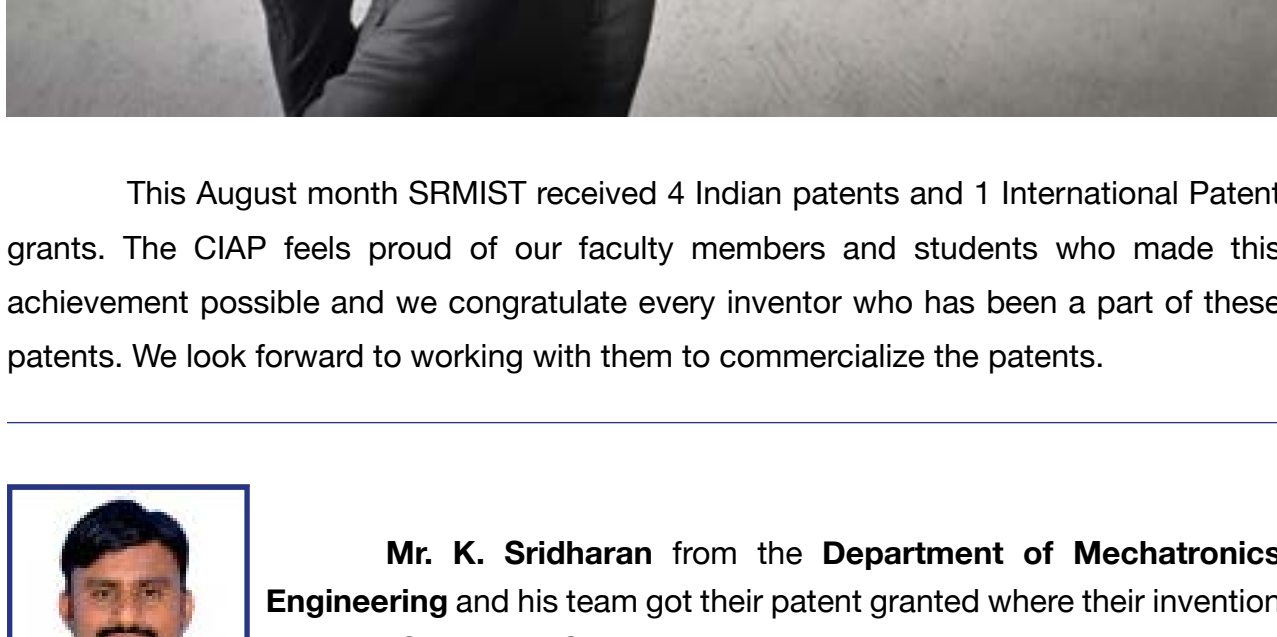 This August month SRMIST received 4 Indian patents and 1 International Patent
grants. The CIAP feels proud of our faculty members and students who made this
achievement possible and we congratulate every inventor who has been a part of these
patents. We look forward to working with them to commercialize the patents.
Mr. K. Sridharan from the Department of Mechatronics
Engineering and his team got their patent granted where their invention